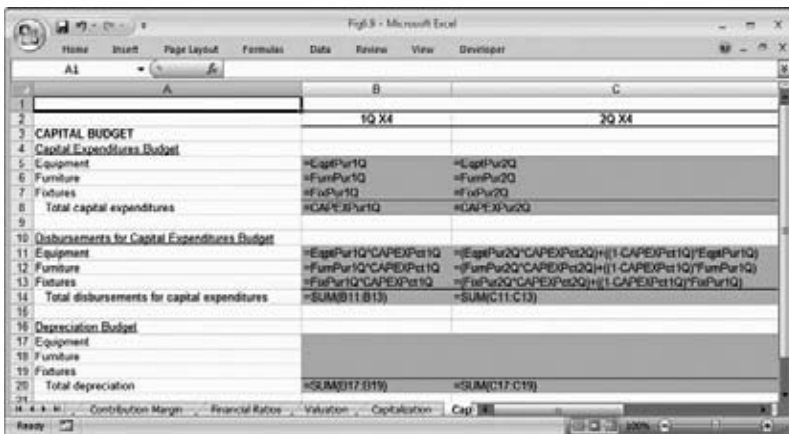 Fig6.9 - Microsoft Excel
Home Insert Page Layout Formulas Data Review View Developer
A1 fx
A B C
1
2 1Q X4 2Q X4
3 CAPITAL BUDGET
4 Capital Expenditures Budget
5 Equipment =EqptPur1Q =EqptPur2Q
6 Furniture =FurnPur1Q =FurnPur2Q
7 Fixtures =FixPur1Q =FixPur2Q
8 Total capital expenditures =CAPEXPur1Q =CAPEXPur2Q
9
10 Disbursements for Capital Expenditures Budget
11 Equipment =EqptPur1Q*CAPEXPct1Q =(EqptPur2Q*CAPEXPct2Q)+((1-CAPEXPct1Q)*EqptPur1Q)
12 Furniture =FurnPur1Q*CAPEXPct1Q =(FurnPur2Q*CAPEXPct2Q)+((1-CAPEXPct1Q)*FurnPur1Q)
13 Fixtures =FixPur1Q*CAPEXPct1Q =(FixPur2Q*CAPEXPct2Q)+((1-CAPEXPct1Q)*FixPur1Q)
14 Total disbursements for capital expenditures =SUM(B11:B13) =SUM(C11:C13)
15
16 Depreciation Budget
17 Equipment
18 Furniture
19 Fixtures
20 Total depreciation =SUM(B17:B19) =SUM(C17:C19)
21
Contribution Margin Financial Ratios Valuation Capitalization Cap
Ready 100%